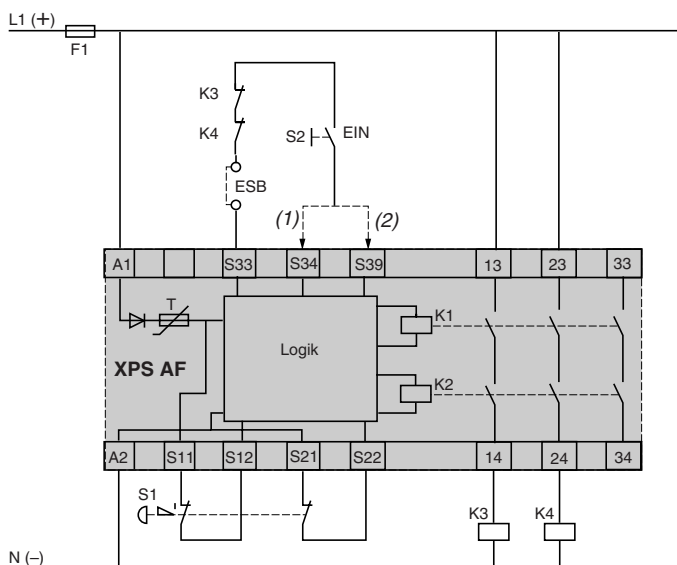 L1 (+)
F1
K3
K4
S2
EIN
ESB
(1)
(2)
A1
S33
S34
S39
13
23
33
T
K1
Logik
XPS AF
K2
A2
S11
S12
S21
S22
14
24
34
S1
K3
K4
N (–)